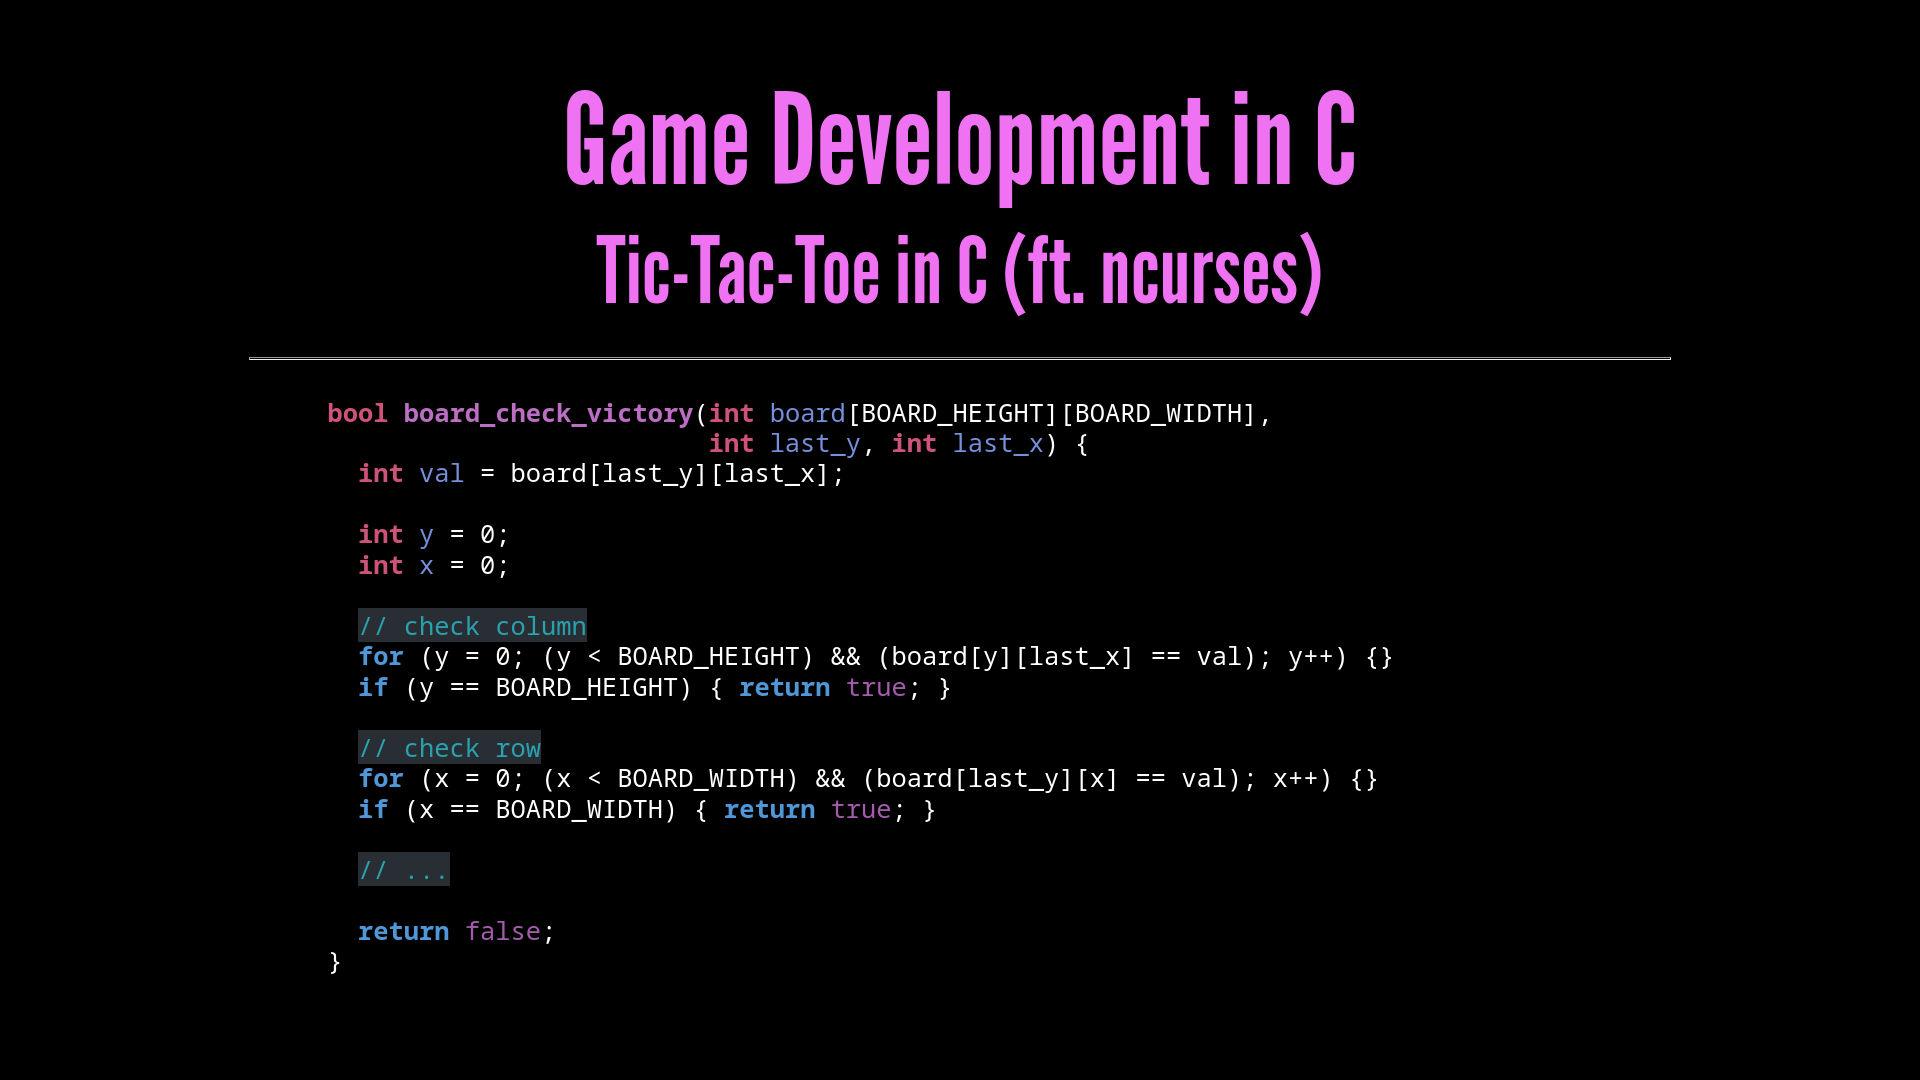 Game Development in C
Tic-Tac-Toe in C (ft. ncurses)
bool board_check_victory(int board[BOARD_HEIGHT][BOARD_WIDTH],
                         int last_y, int last_x) {
  int val = board[last_y][last_x];

  int y = 0;
  int x = 0;

  // check column
  for (y = 0; (y < BOARD_HEIGHT) && (board[y][last_x] == val); y++) {}
  if (y == BOARD_HEIGHT) { return true; }

  // check row
  for (x = 0; (x < BOARD_WIDTH) && (board[last_y][x] == val); x++) {}
  if (x == BOARD_WIDTH) { return true; }

  // ...

  return false;
}